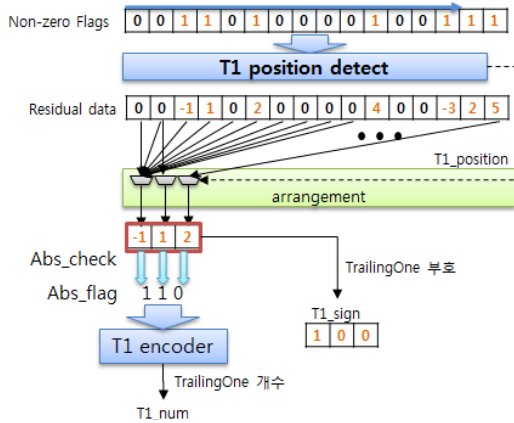 Non-zero Flags 0 0 1 1 0 1 0 0 0 0 1 0 0 1 1 1
T1 position detect
Residual data 0 0 -1 1 0 2 0 0 0 0 4 0 0 -3 2 5
T1_position
arrangement
-1 1 2
Abs_check
TrailingOne 부호
Abs_flag 1 1 0
T1_sign
1 0 0
T1 encoder
TrailingOne 개수
T1_num